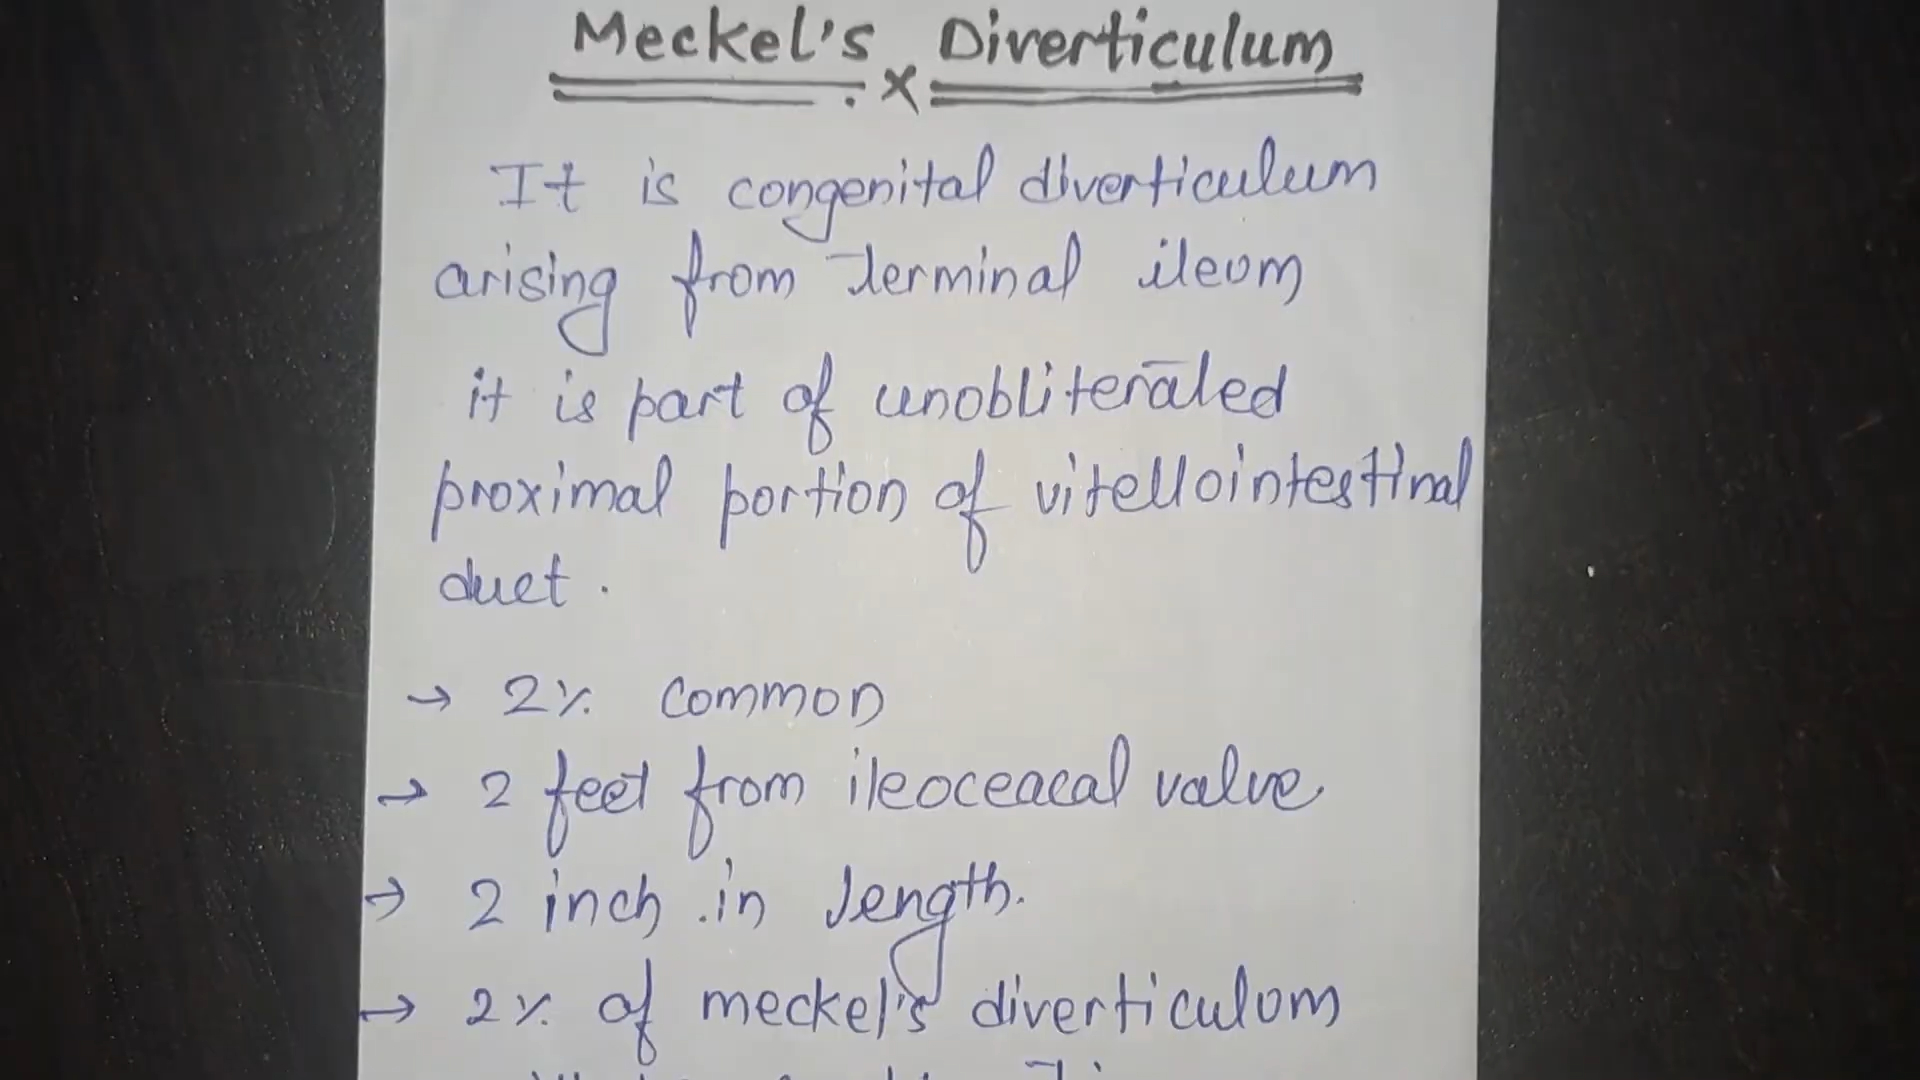 Meckel's Diverticulum
It is congenital diverticulum
arising from Terminal ileum
it is part of unobliterated
proximal portion of vitellointestinal
duct.
→ 2% common
→ 2 feet from ileoceacal valve
→ 2 inch in length.
→ 2% of meckel's diverticulum